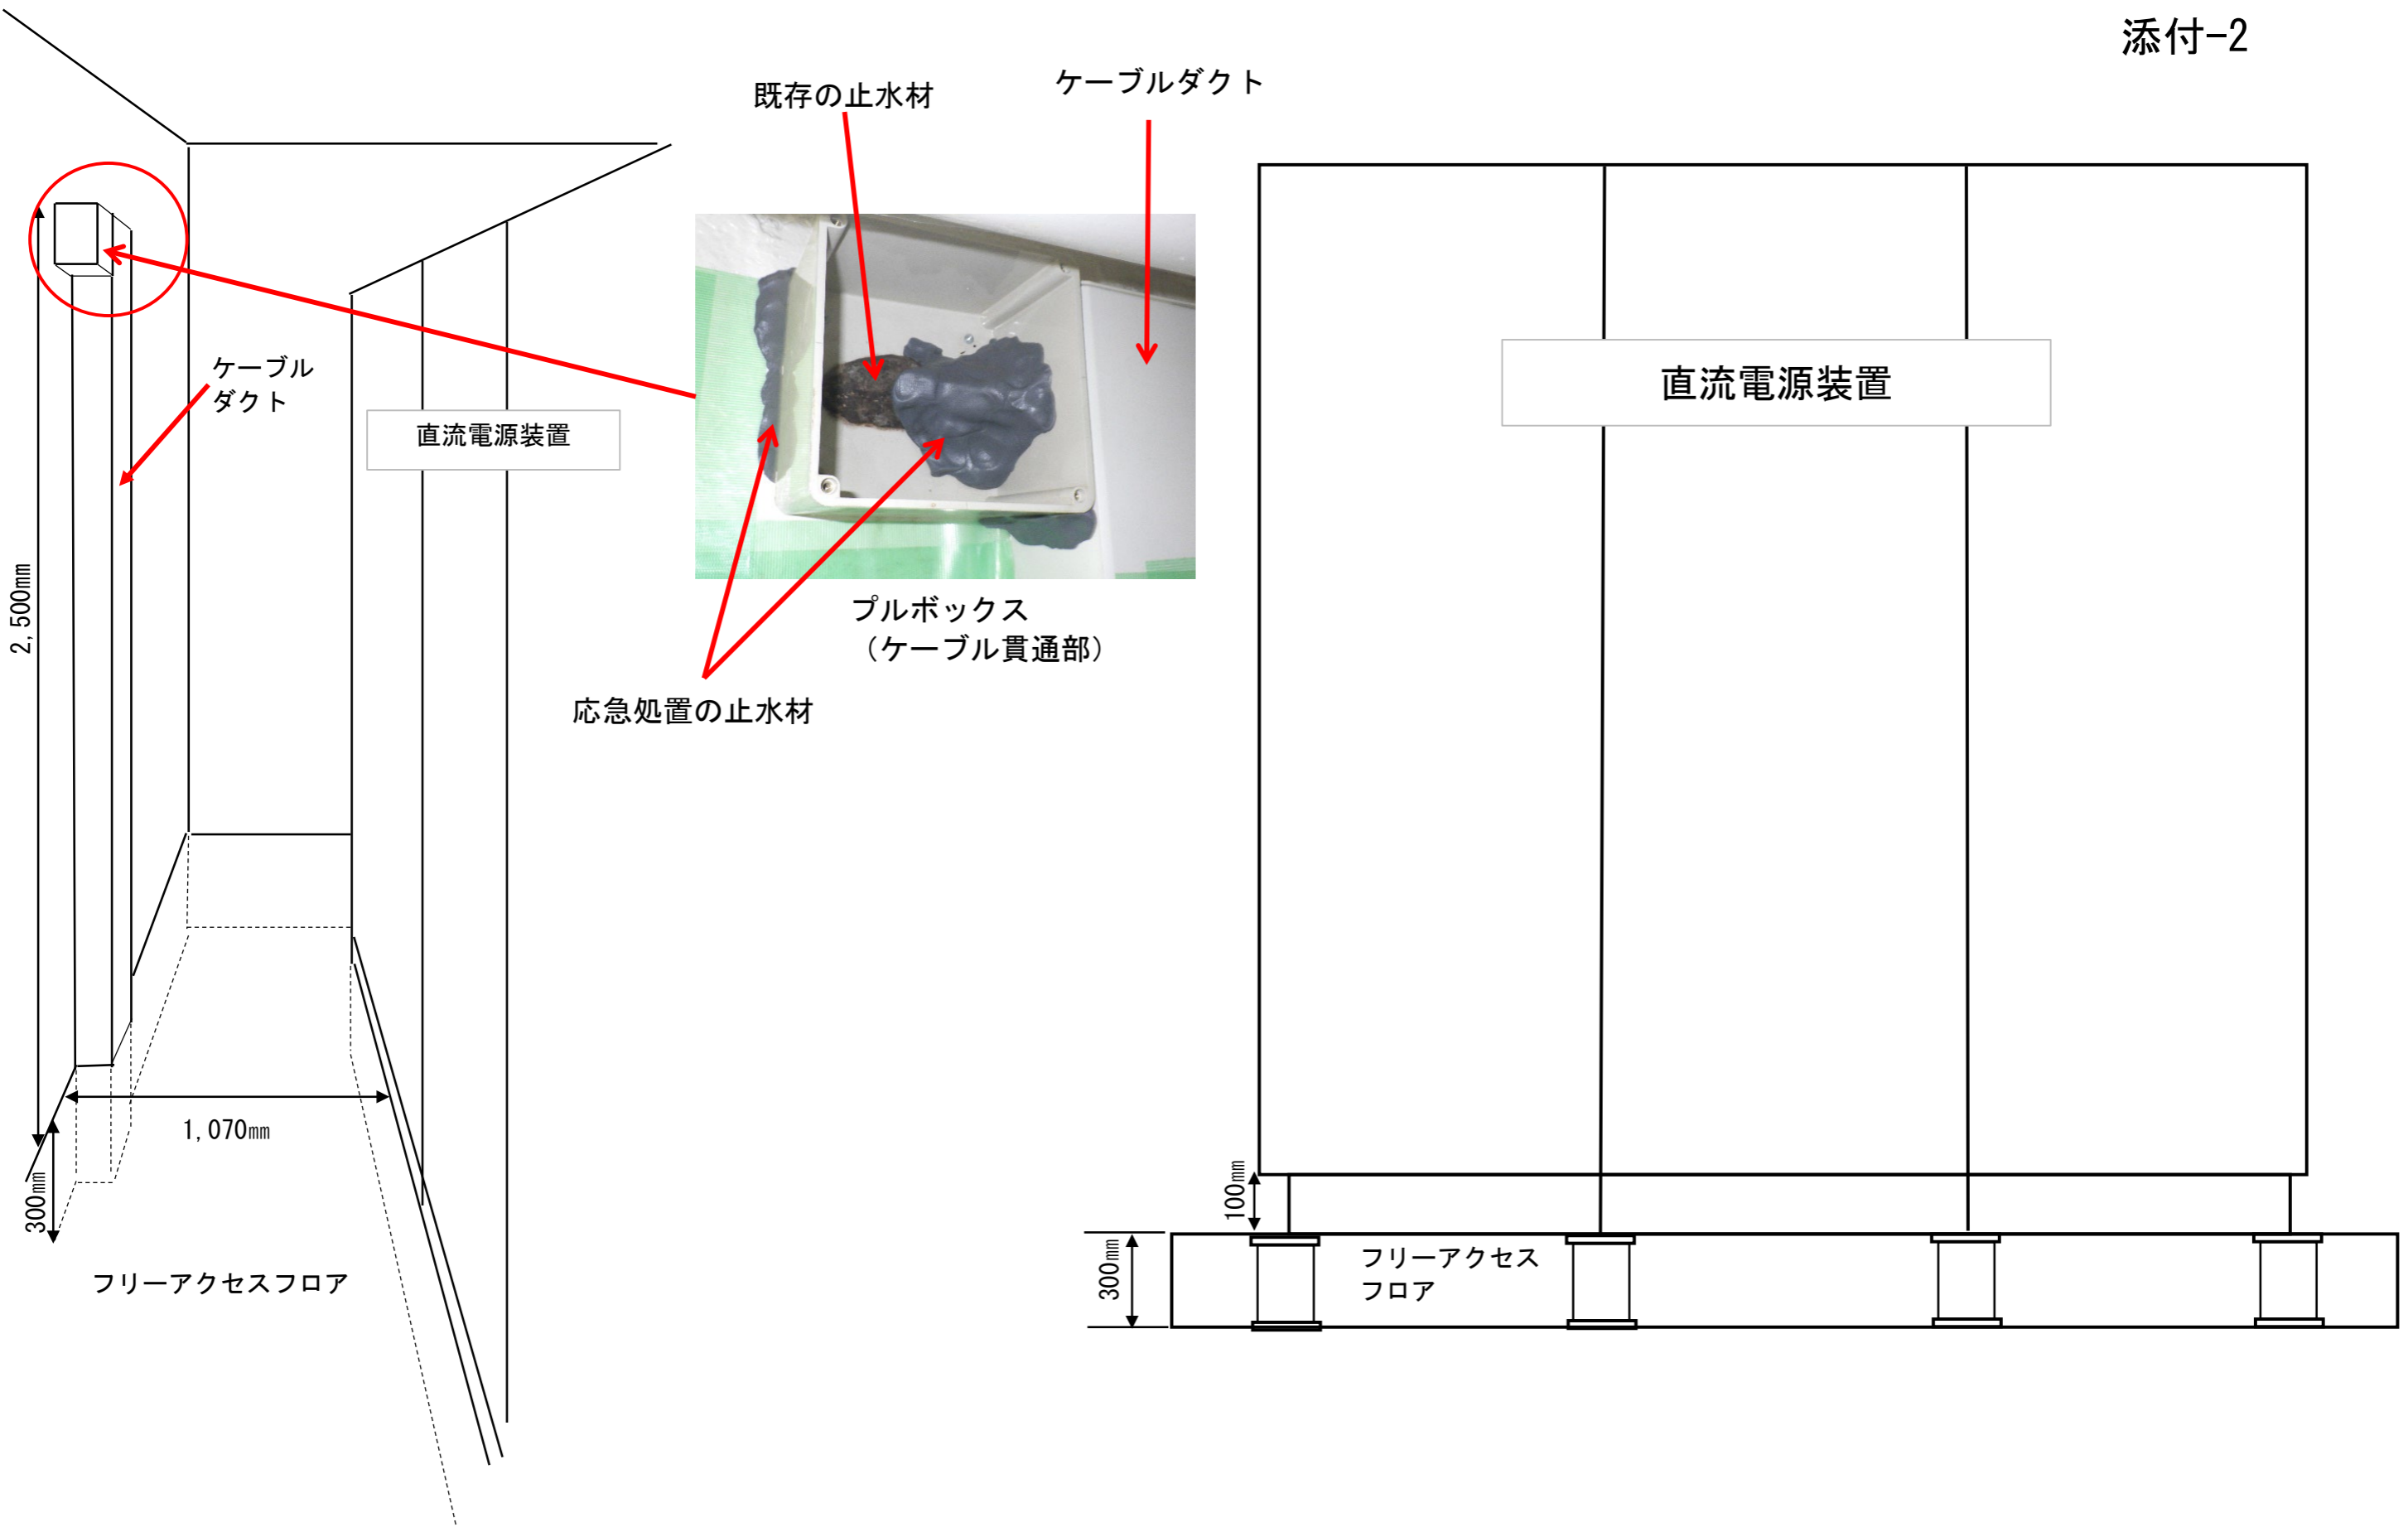 添付-2
既存の止水材
ケーブルダクト
ケーブル
ダクト
直流電源装置
直流電源装置
2,500㎜
プルボックス
（ケーブル貫通部）
応急処置の止水材
1,070㎜
300㎜
フリーアクセスフロア
100㎜
300㎜
フリーアクセス
フロア